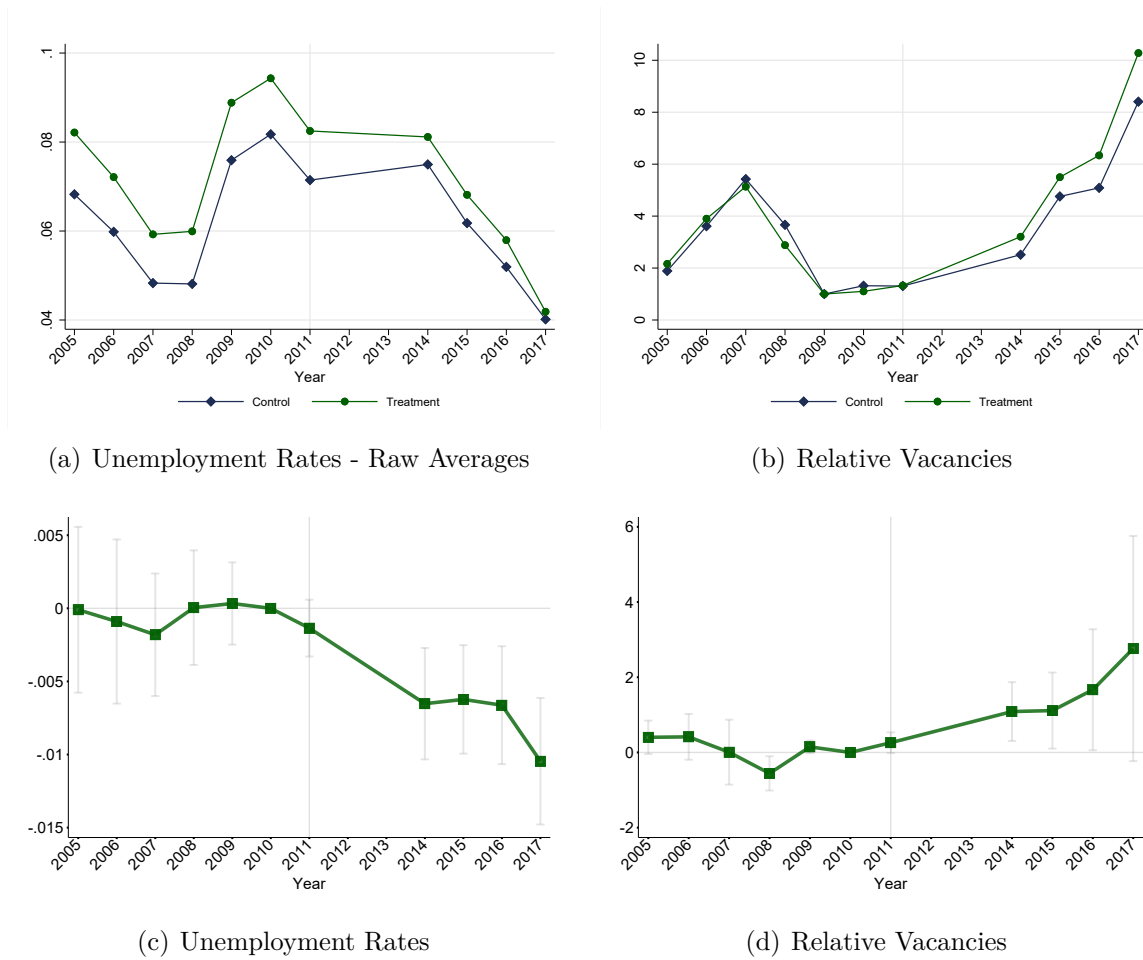 .1
.08
.06
.04
2005 2006 2007 2008 2009 2010 2011 2012 2013 2014 2015 2016 2017
Year
Control Treatment
(a) Unemployment Rates - Raw Averages
10
8
6
4
2
0
2005 2006 2007 2008 2009 2010 2011 2012 2013 2014 2015 2016 2017
Year
Control Treatment
(b) Relative Vacancies
.005
0
-.005
-.01
-.015
2005 2006 2007 2008 2009 2010 2011 2012 2013 2014 2015 2016 2017
Year
(c) Unemployment Rates
6
4
2
0
-2
2005 2006 2007 2008 2009 2010 2011 2012 2013 2014 2015 2016 2017
Year
(d) Relative Vacancies